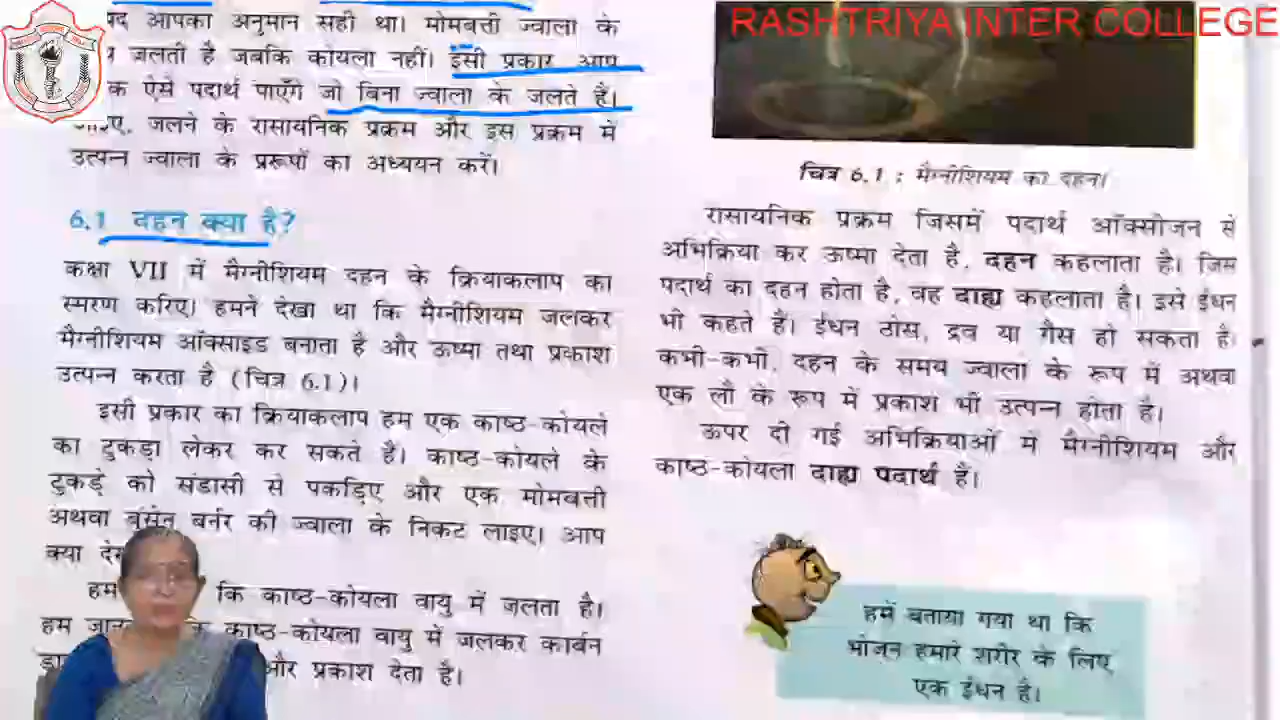 RASHTRIYA INTER COLLEGE
आपका अनुमान सही था। मोमबत्ती ज्वाला के
जलती है जबकि कोयला नहीं। इसी प्रकार आप
ऐसे पदार्थ पाएँगे जो बिना ज्वाला के जलते हैं।
जलने के रासायनिक प्रक्रम और इस प्रक्रम में
उत्पन्न ज्वाला के प्ररूपों का अध्ययन करें।
6.1 दहन क्या है?
कक्षा VII में मैग्नीशियम दहन के क्रियाकलाप का
स्मरण करिए। हमने देखा था कि मैग्नीशियम जलकर
मैग्नीशियम ऑक्साइड बनाता है और ऊष्मा तथा प्रकाश
उत्पन्न करता है (चित्र 6.1)।
इसी प्रकार का क्रियाकलाप हम एक काष्ठ-कोयले
का टुकड़ा लेकर कर सकते हैं। काष्ठ-कोयले के
टुकड़े को संडासी से पकड़िए और एक मोमबत्ती
अथवा बुंसेन बर्नर की ज्वाला के निकट लाइए। आप
क्या
हम कि काष्ठ-कोयला वायु में जलता है।
हम काष्ठ-कोयला वायु में जलकर कार्बन
और प्रकाश देता है।
चित्र 6.1 : मैग्नीशियम का दहन।
रासायनिक प्रक्रम जिसमें पदार्थ ऑक्सीजन से
अभिक्रिया कर ऊष्मा देता है, दहन कहलाता है। जिस
पदार्थ का दहन होता है, वह दाह्य कहलाता है। इसे ईंधन
भी कहते हैं। ईंधन ठोस, द्रव या गैस हो सकता है।
कभी-कभी, दहन के समय ज्वाला के रूप में अथवा
एक लौ के रूप में प्रकाश भी उत्पन्न होता है।
ऊपर दी गई अभिक्रियाओं में मैग्नीशियम और
काष्ठ-कोयला दाह्य पदार्थ हैं।
हमें बताया गया था कि
भोजन हमारे शरीर के लिए
एक ईंधन है।